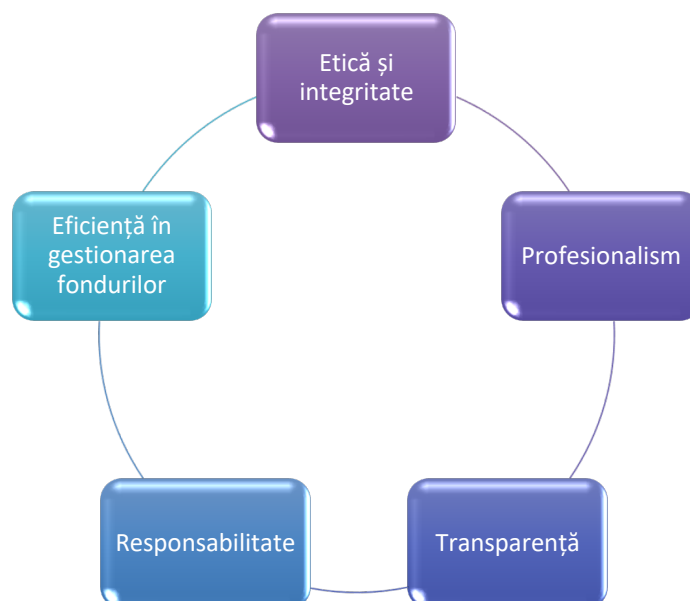 Etică și
integritate
Profesionalism
Transparență
Responsabilitate
Eficiență în
gestionarea
fondurilor